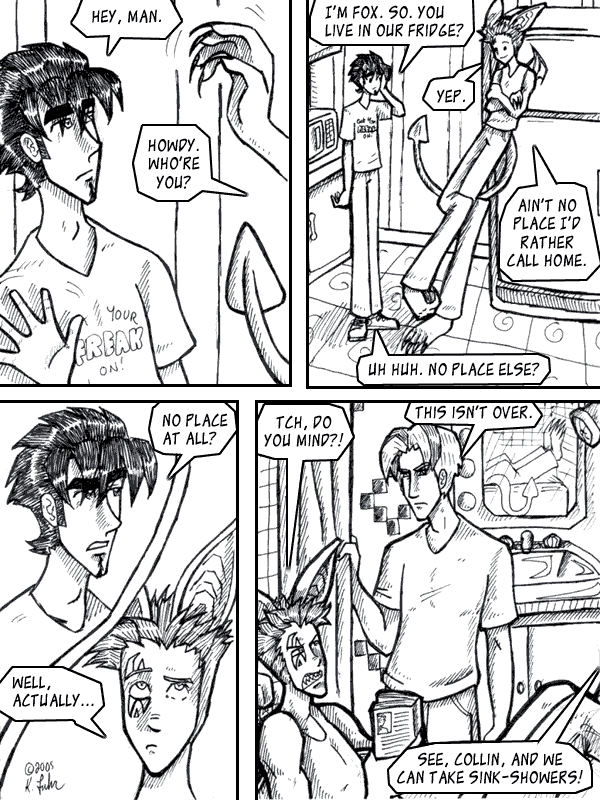 HEY, MAN.
HOWDY.
WHO'RE
YOU?
YOUR
FREAK
ON!
I'M FOX. SO. YOU
LIVE IN OUR FRIDGE?
YEP.
YOUR
ON.
AIN'T NO
PLACE I'D
RATHER
CALL HOME.
UH HUH. NO PLACE ELSE?
NO PLACE
AT ALL?
WELL,
ACTUALLY...
©2005
TCH, DO
YOU MIND?!
THIS ISN'T OVER.
SEE, COLLIN, AND WE
CAN TAKE SINK-SHOWERS!